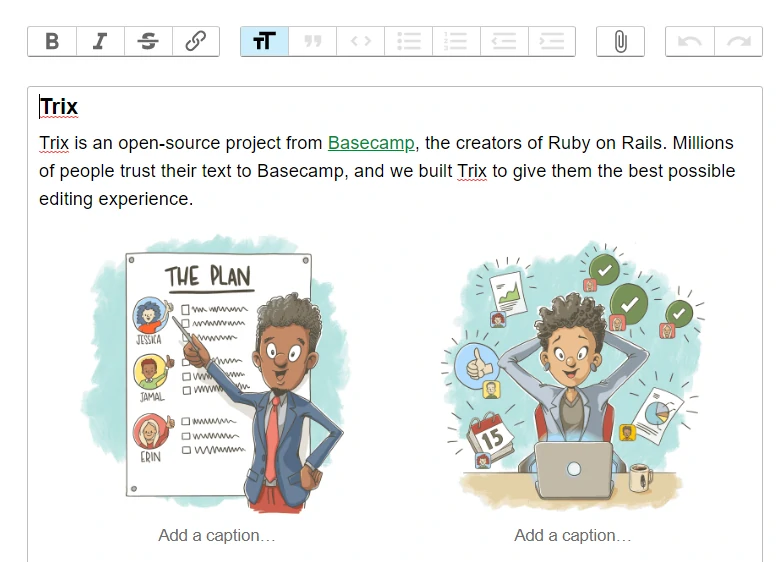 B I S
Trix
Trix is an open-source project from Basecamp, the creators of Ruby on Rails. Millions
of people trust their text to Basecamp, and we built Trix to give them the best possible
editing experience.
THE PLAN
JESSICA
JAMAL
ERIN
15
Add a caption…
Add a caption…